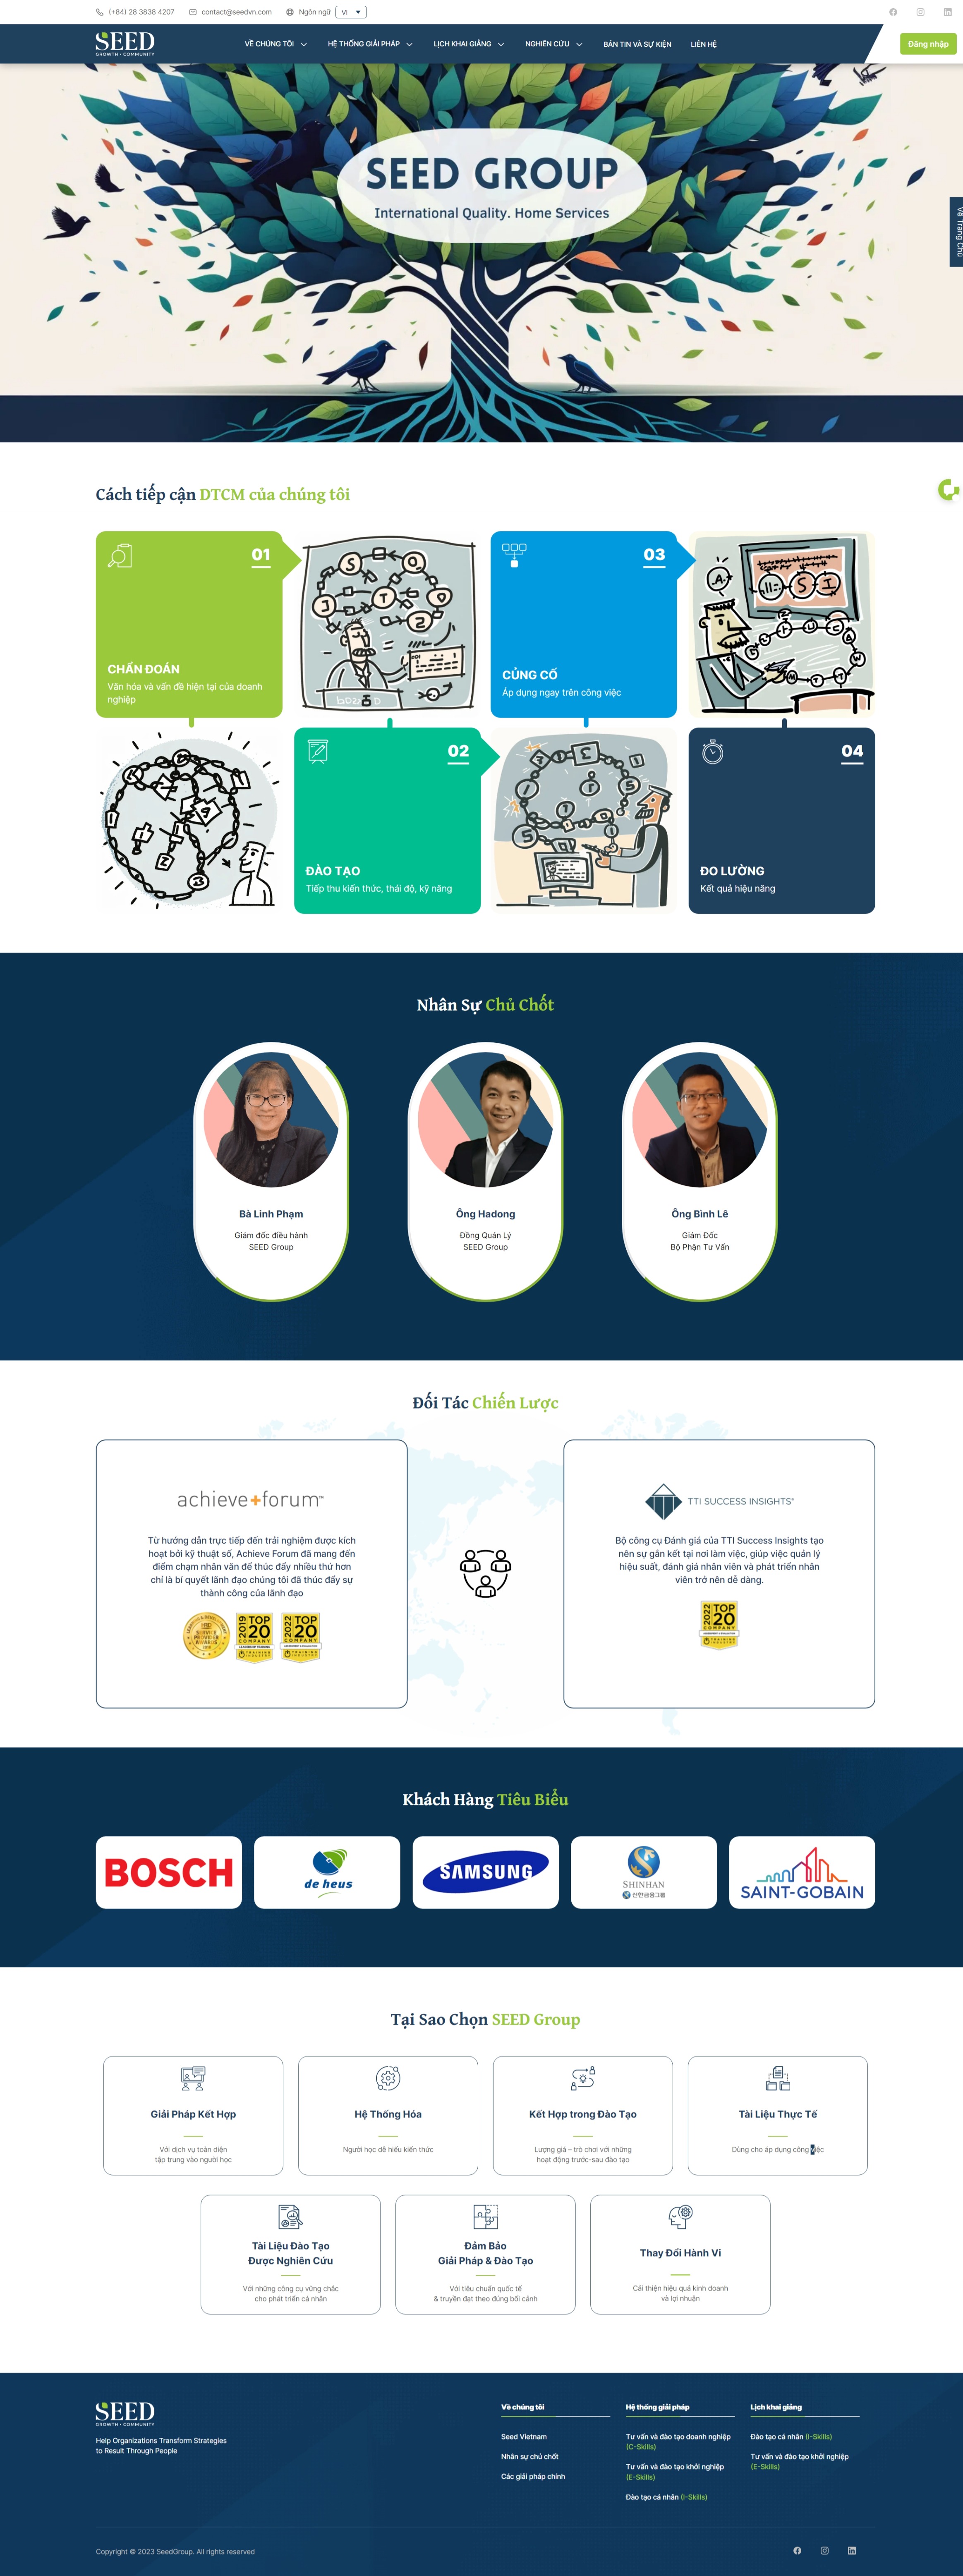 (+84) 28 3838 4207
contact@seedvn.com
Ngôn ngữ
VI
SEED
GROWTH • COMMUNITY
VỀ CHÚNG TÔI
HỆ THỐNG GIẢI PHÁP
LỊCH KHAI GIẢNG
NGHIÊN CỨU
BẢN TIN VÀ SỰ KIỆN
LIÊN HỆ
Đăng nhập
SEED GROUP
International Quality. Home Services
Về Trang Chủ
Cách tiếp cận DTCM của chúng tôi
01
CHẨN ĐOÁN
Văn hóa và vấn đề hiện tại của doanh
nghiệp
03
CỦNG CỐ
Áp dụng ngay trên công việc
02
ĐÀO TẠO
Tiếp thu kiến thức, thái độ, kỹ năng
04
ĐO LƯỜNG
Kết quả hiệu năng
Nhân Sự Chủ Chốt
Bà Linh Phạm
Giám đốc điều hành
SEED Group
Ông Hadong
Đồng Quản Lý
SEED Group
Ông Bình Lê
Giám Đốc
Bộ Phận Tư Vấn
Đối Tác Chiến Lược
achieve+forum™
Từ hướng dẫn trực tiếp đến trải nghiệm được kích
hoạt bởi kỹ thuật số, Achieve Forum đã mang đến
điểm chạm nhân văn để thúc đẩy nhiều thứ hơn
chỉ là bí quyết lãnh đạo chúng tôi đã thúc đẩy sự
thành công của lãnh đạo
2019
TOP
20
COMPANY
2022
TOP
20
COMPANY
TTI SUCCESS INSIGHTS®
Bộ công cụ Đánh giá của TTI Success Insights tạo
nên sự gắn kết tại nơi làm việc, giúp việc quản lý
hiệu suất, đánh giá nhân viên và phát triển nhân
viên trở nên dễ dàng.
2022
TOP
20
COMPANY
Khách Hàng Tiêu Biểu
BOSCH
de heus
SAMSUNG
SHINHAN
신한금융그룹
SAINT-GOBAIN
Tại Sao Chọn SEED Group
Giải Pháp Kết Hợp
Với dịch vụ toàn diện
tập trung vào người học
Hệ Thống Hóa
Người học dễ hiểu kiến thức
Kết Hợp trong Đào Tạo
Lượng giá – trò chơi với những
hoạt động trước-sau đào tạo
Tài Liệu Thực Tế
Dùng cho áp dụng công việc
Tài Liệu Đào Tạo
Được Nghiên Cứu
Với những công cụ vững chắc
cho phát triển cá nhân
Đảm Bảo
Giải Pháp & Đào Tạo
Với tiêu chuẩn quốc tế
& truyền đạt theo đúng bối cảnh
Thay Đổi Hành Vi
Cải thiện hiệu quả kinh doanh
và lợi nhuận
SEED
GROWTH • COMMUNITY
Help Organizations Transform Strategies
to Result Through People
Về chúng tôi
Seed Vietnam
Nhân sự chủ chốt
Các giải pháp chính
Hệ thống giải pháp
Tư vấn và đào tạo doanh nghiệp
(C-Skills)
Tư vấn và đào tạo khởi nghiệp
(E-Skills)
Đào tạo cá nhân (I-Skills)
Lịch khai giảng
Đào tạo cá nhân (I-Skills)
Tư vấn và đào tạo khởi nghiệp
(E-Skills)
Copyright © 2023 SeedGroup. All rights reserved